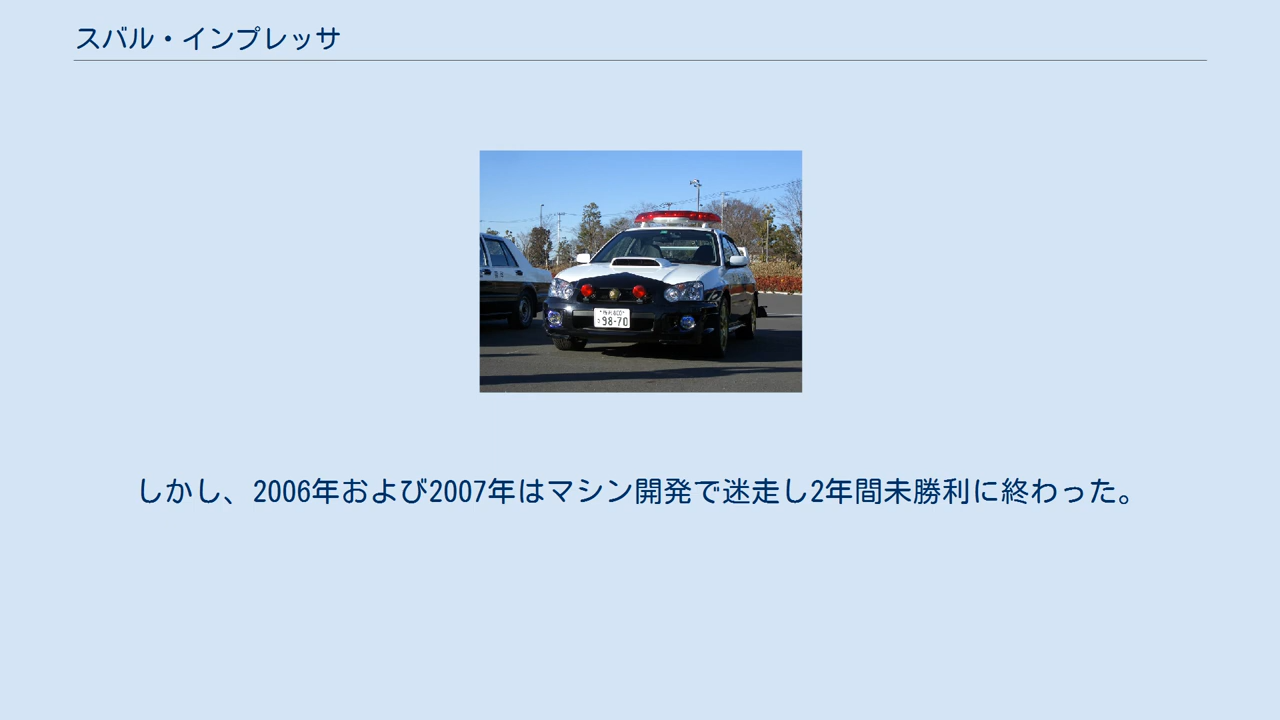 スバル・インプレッサ
98-70
しかし、2006年および2007年はマシン開発で迷走し2年間未勝利に終わった。